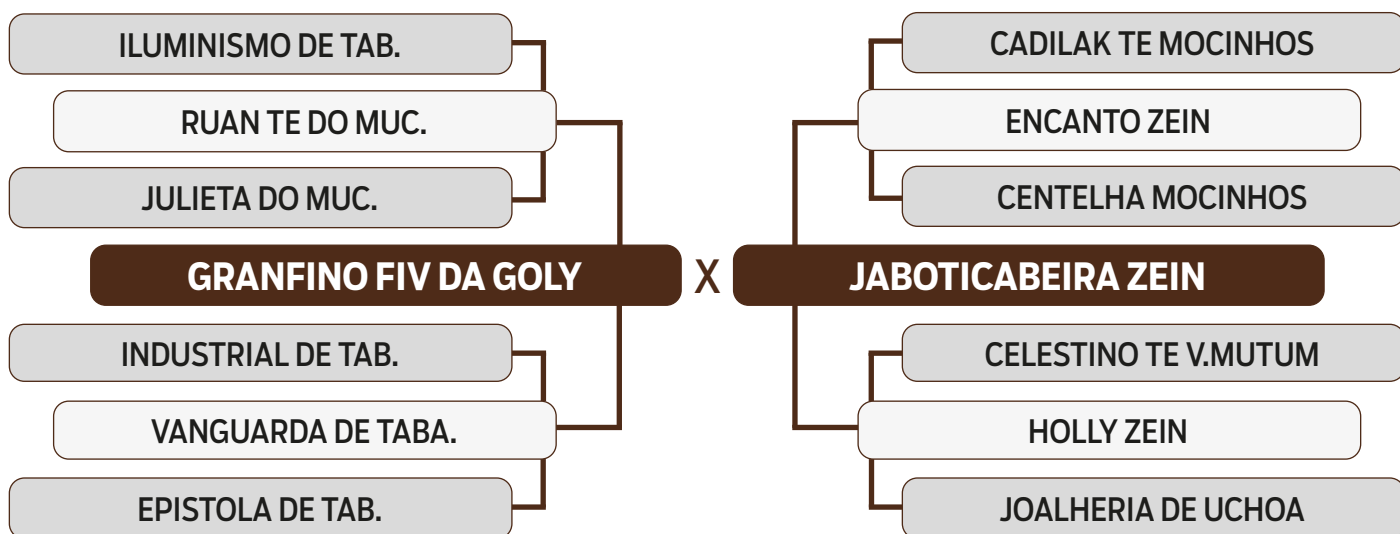 ILUMINISMO DE TAB.
RUAN TE DO MUC.
JULIETA DO MUC.
GRANFINO FIV DA GOLY
INDUSTRIAL DE TAB.
VANGUARDA DE TABA.
EPISTOLA DE TAB.
X
CADILAK TE MOCINHOS
ENCANTO ZEIN
CENTELHA MOCINHOS
JABOTICABEIRA ZEIN
CELESTINO TE V.MUTUM
HOLLY ZEIN
JOALHERIA DE UCHOA